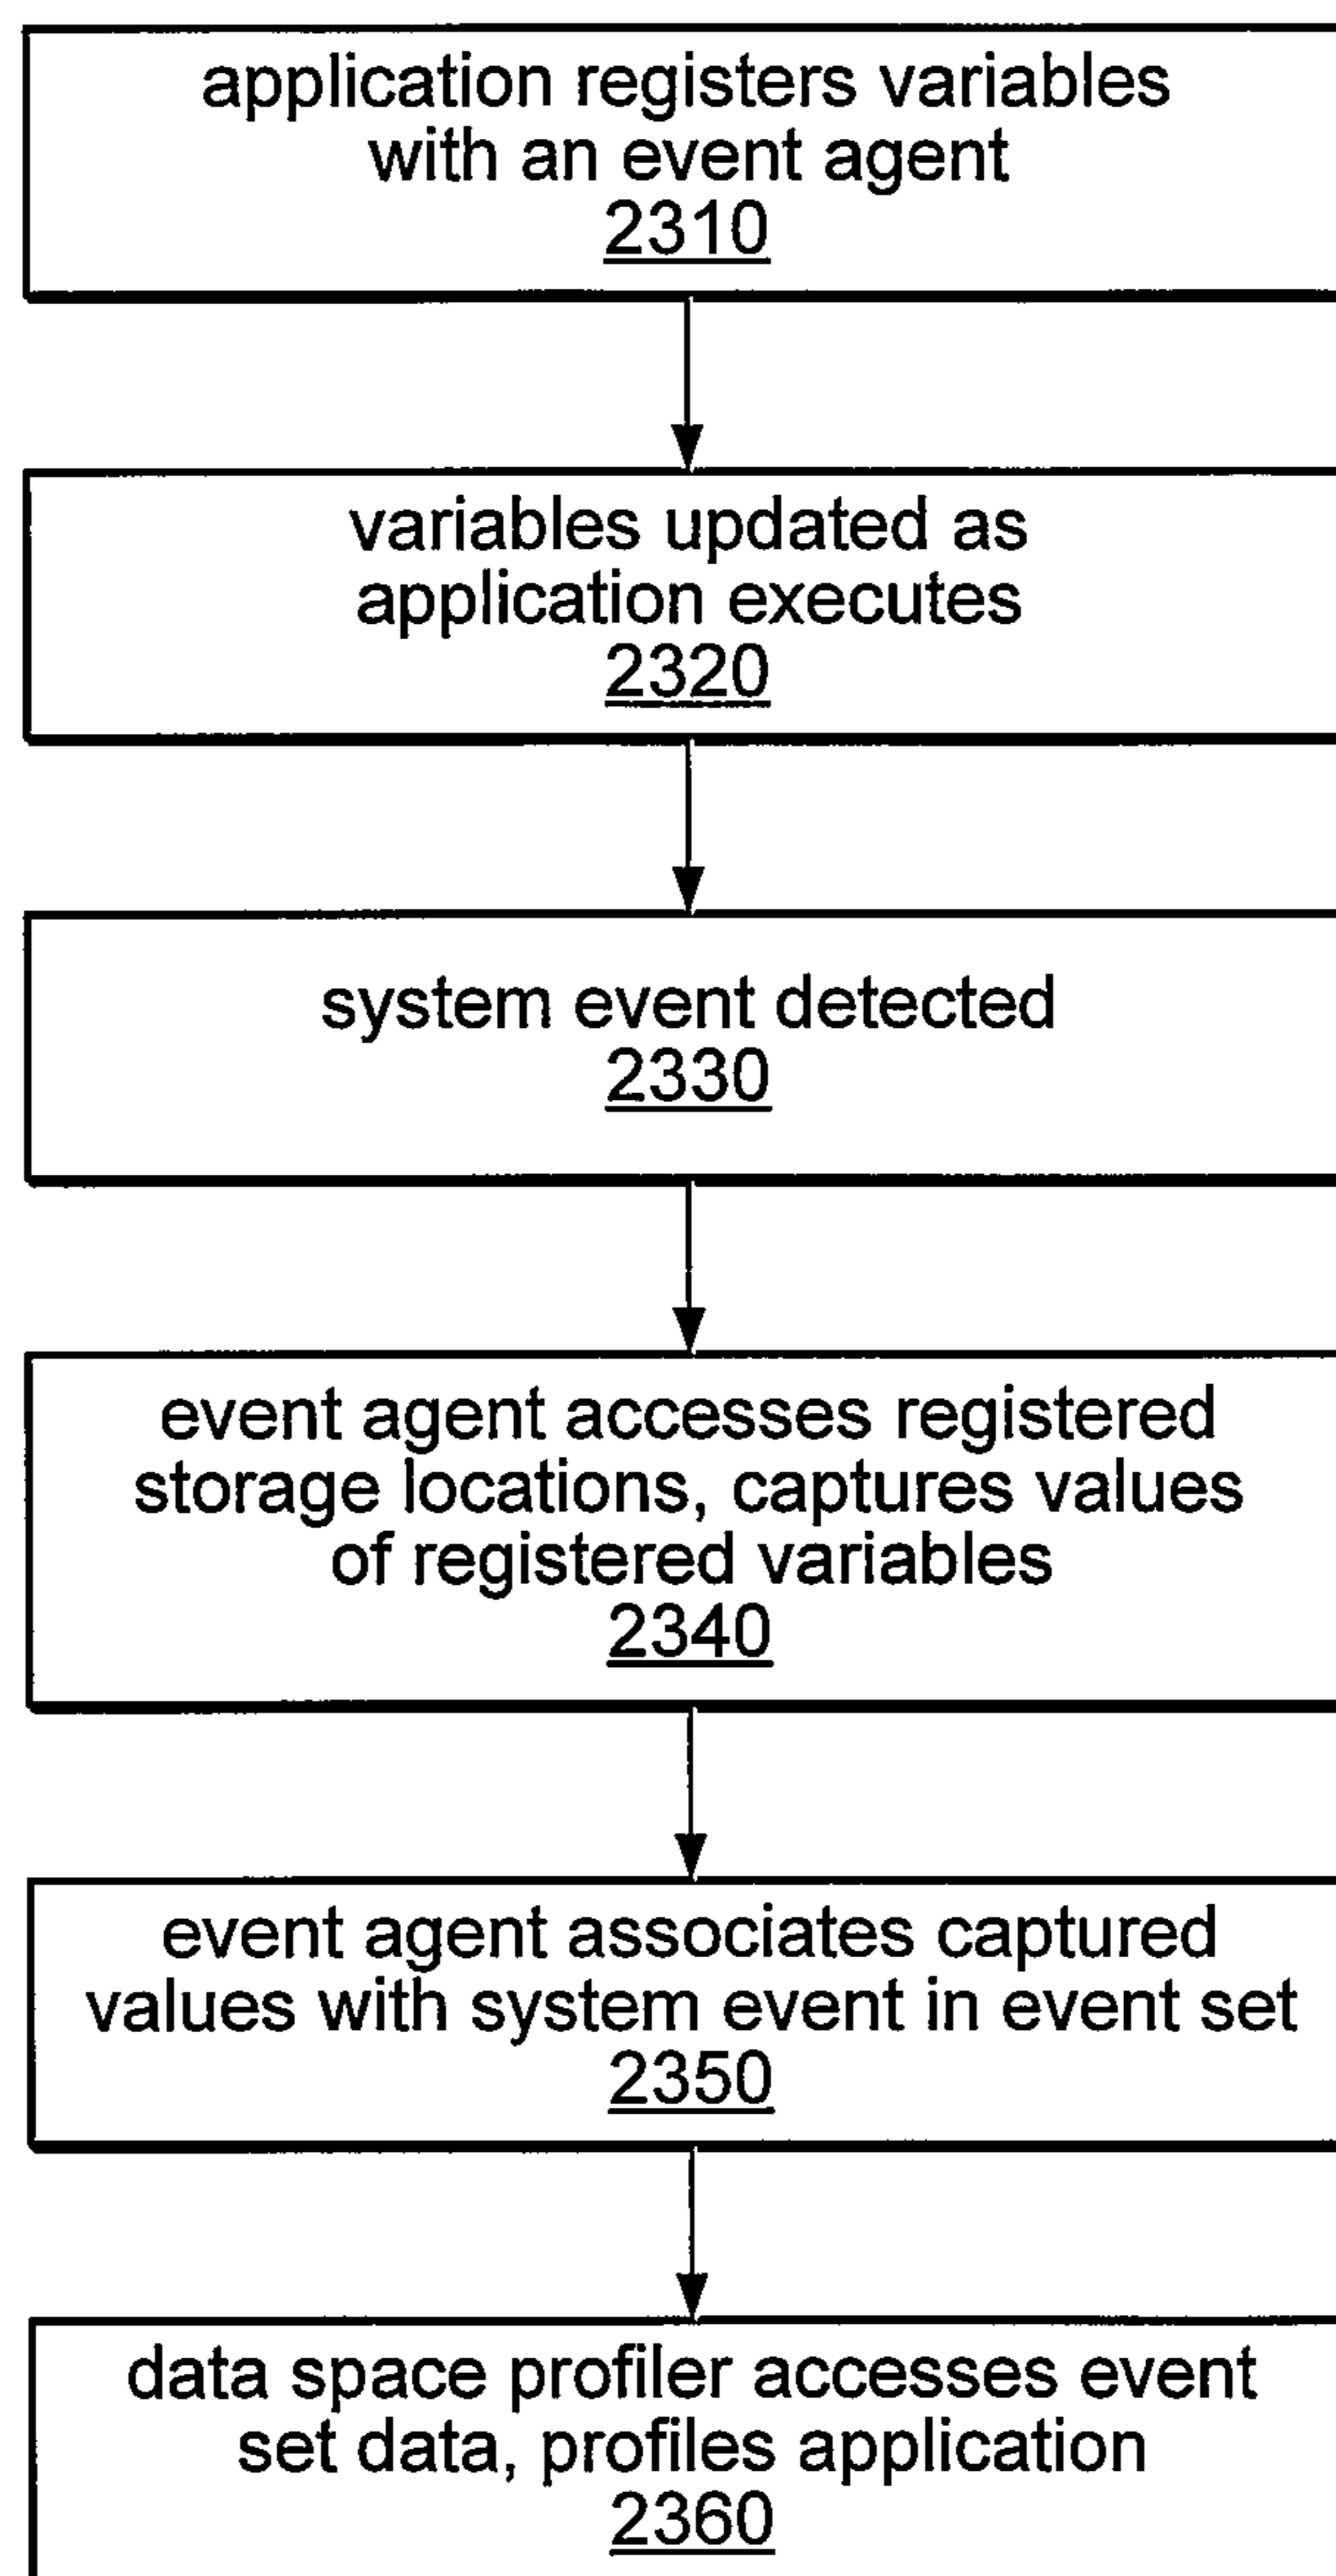 application registers variables
with an event agent
2310
variables updated as
application executes
2320
system event detected
2330
event agent accesses registered
storage locations, captures values
of registered variables
2340
event agent associates captured
values with system event in event set
2350
data space profiler accesses event
set data, profiles application
2360